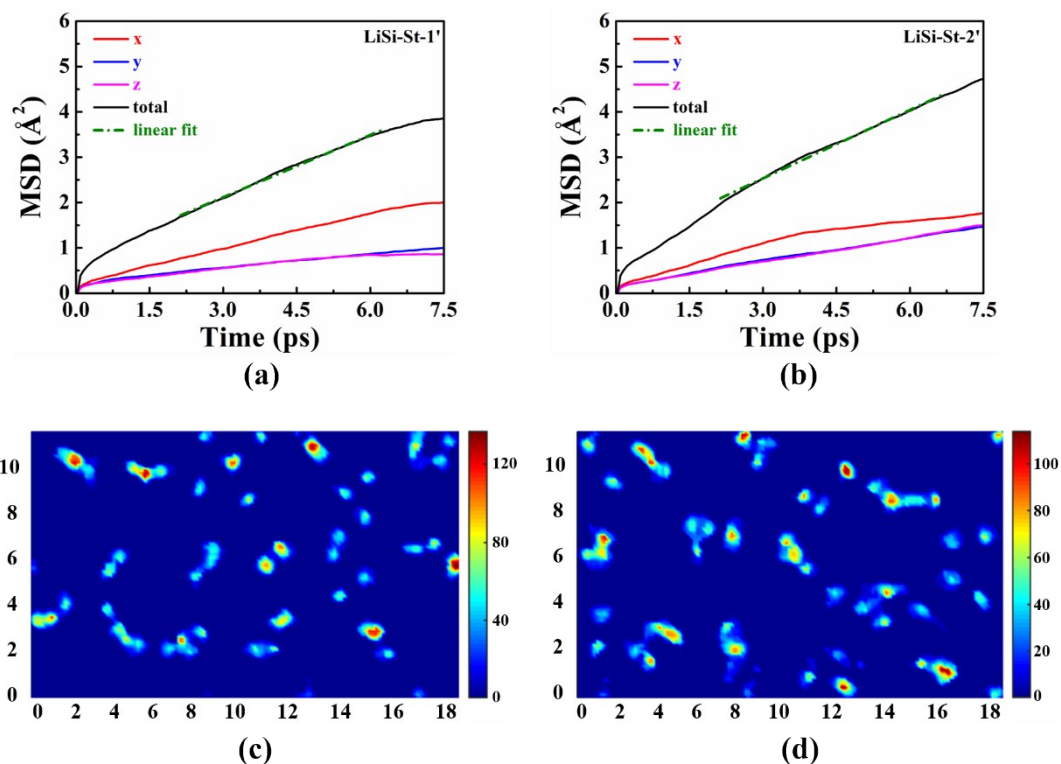 LiSi-St-1'
x
y
z
total
linear fit
MSD (Å²)
6
5
4
3
2
1
0
0.0 1.5 3.0 4.5 6.0 7.5
Time (ps)
(a)
LiSi-St-2'
x
y
z
total
linear fit
MSD (Å²)
6
5
4
3
2
1
0
0.0 1.5 3.0 4.5 6.0 7.5
Time (ps)
(b)
10
8
6
4
2
0
0 2 4 6 8 10 12 14 16 18
120
80
40
0
(c)
10
8
6
4
2
0
0 2 4 6 8 10 12 14 16 18
100
80
60
40
20
0
(d)